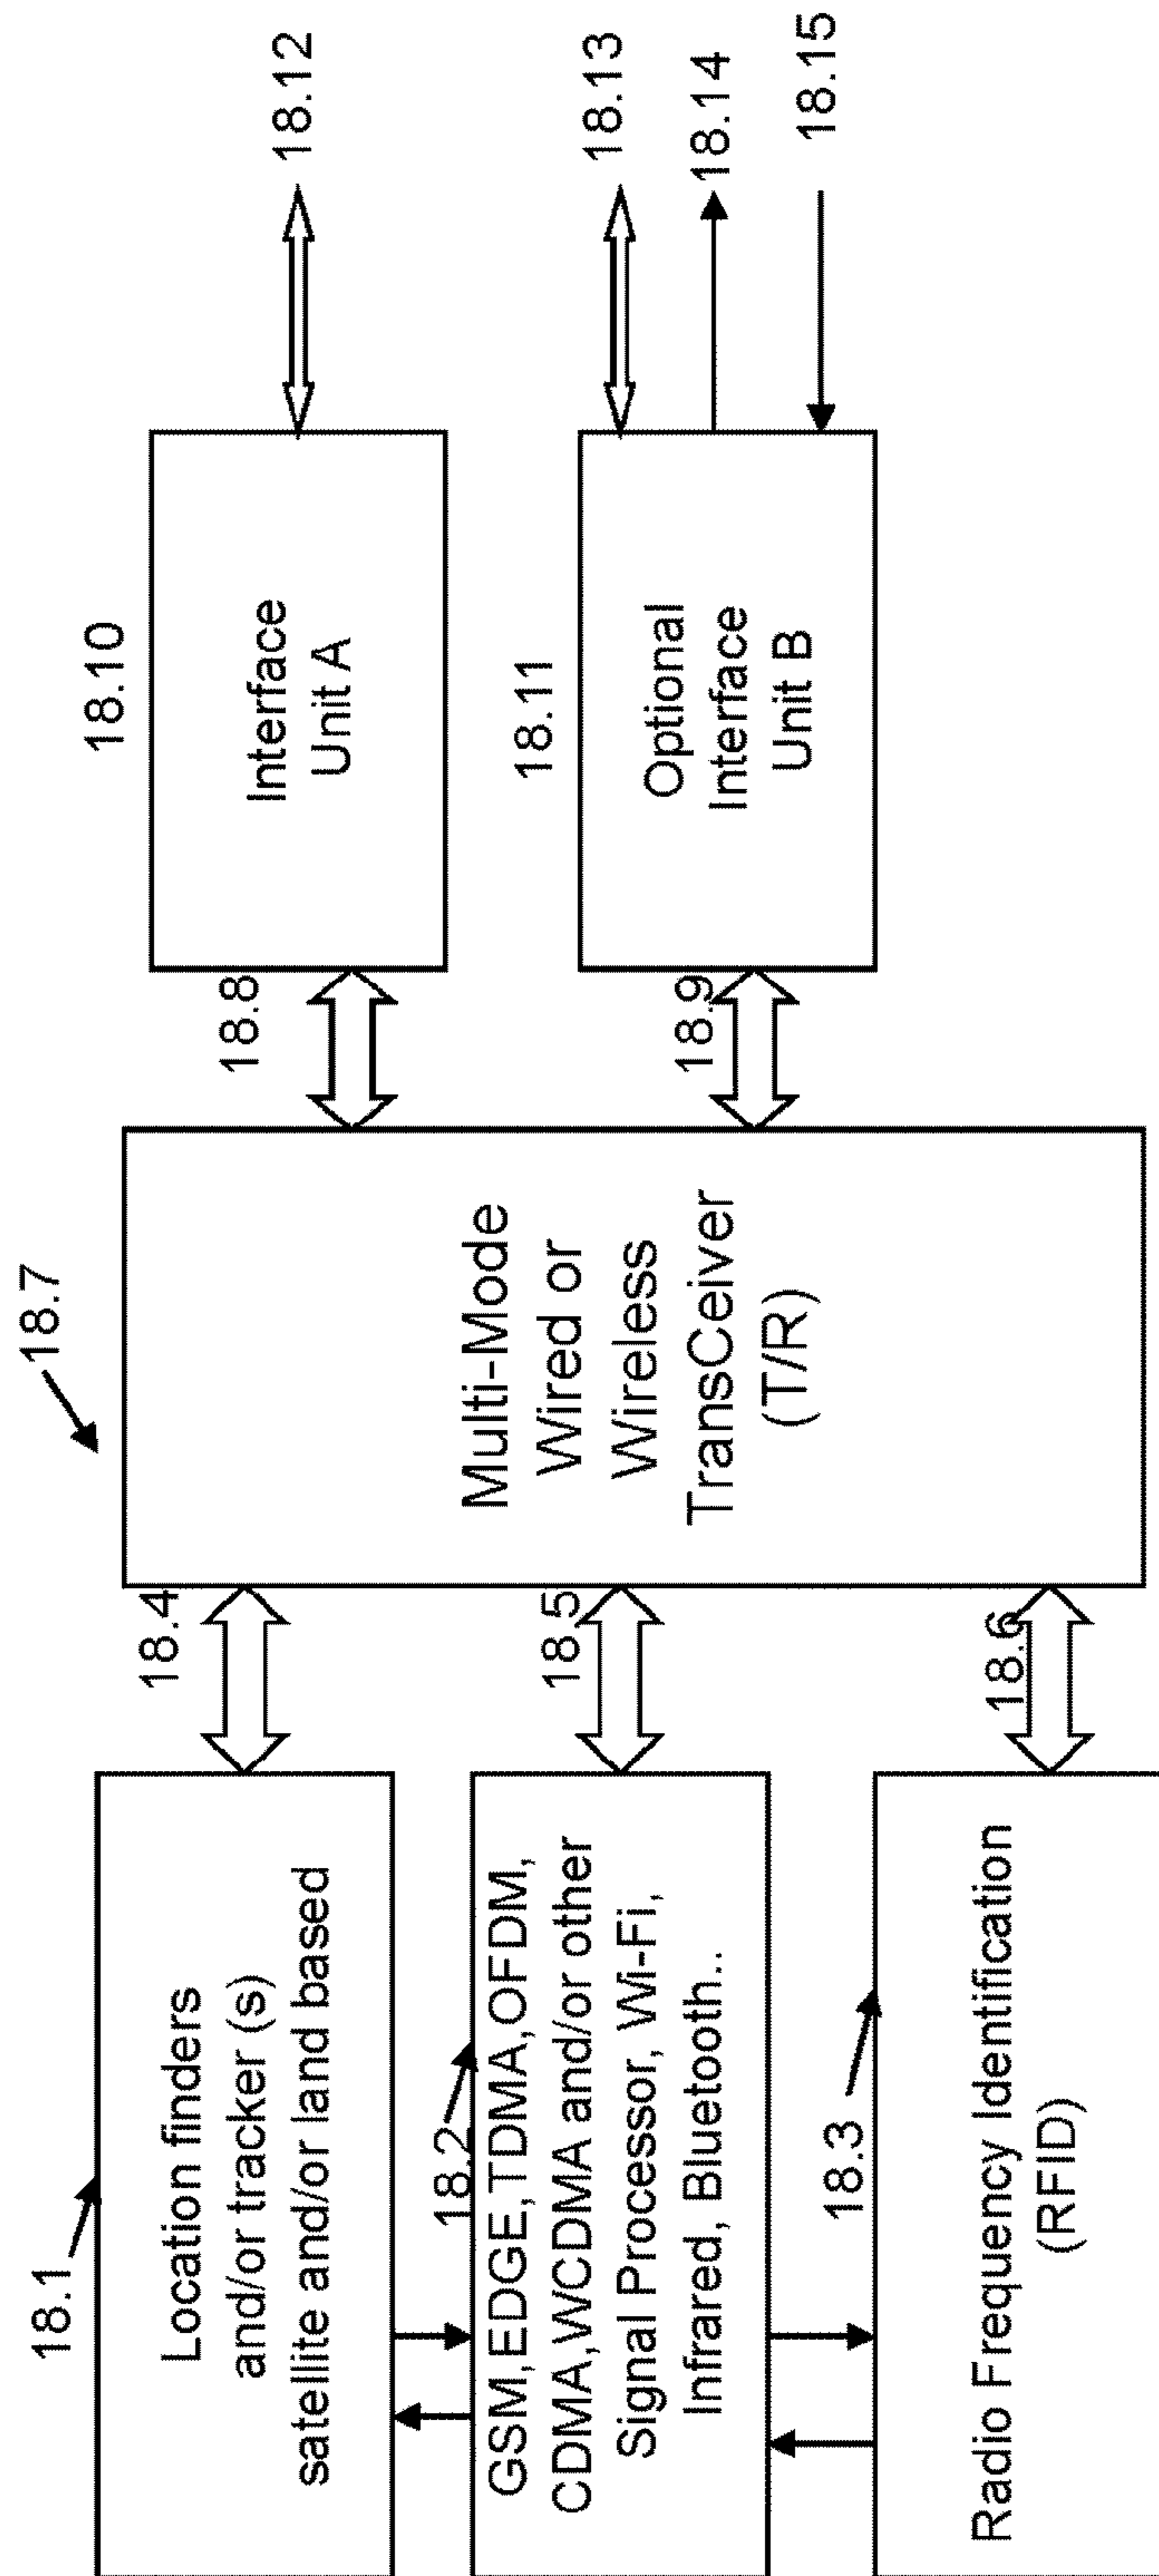 18.1
Location finders
and/or tracker (s)
satellite and/or land based
18.2
GSM,EDGE,TDMA,OFDM,
CDMA,WCDMA and/or other
Signal Processor, Wi-Fi,
Infrared, Bluetooth..
18.3
Radio Frequency Identification
(RFID)
18.4
18.5
18.6
18.7
Multi-Mode
Wired or
Wireless
TransCeiver
(T/R)
18.8
18.9
18.10
Interface
Unit A
18.11
Optional
Interface
Unit B
18.12
18.13
18.14
18.15